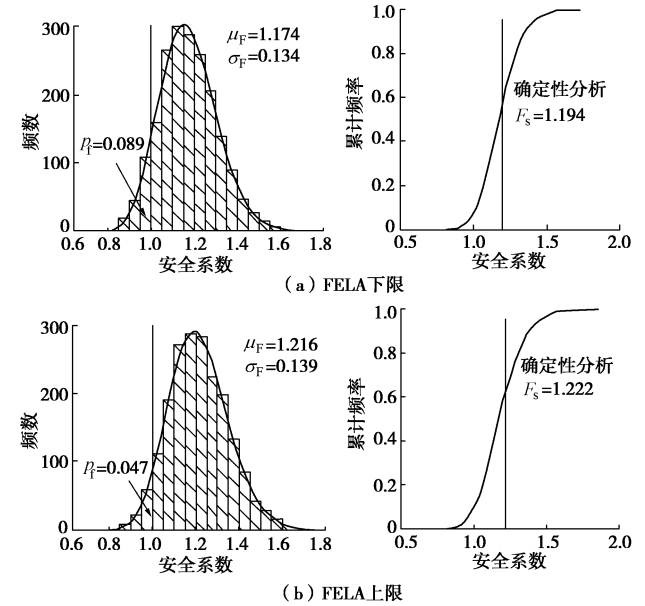 300
200
100
0
频数
μF=1.174
σF=0.134
pf=0.089
0.6 0.8 1.0 1.2 1.4 1.6 1.8
安全系数
1.0
0.8
0.6
0.4
0.2
0
累计频率
确定性分析
Fs=1.194
0.5 1.0 1.5 2.0
安全系数
（a）FELA下限
300
200
100
0
频数
μF=1.216
σF=0.139
pf=0.047
0.6 0.8 1.0 1.2 1.4 1.6 1.8
安全系数
1.0
0.8
0.6
0.4
0.2
0
累计频率
确定性分析
Fs=1.222
0.5 1.0 1.5 2.0
安全系数
（b）FELA上限